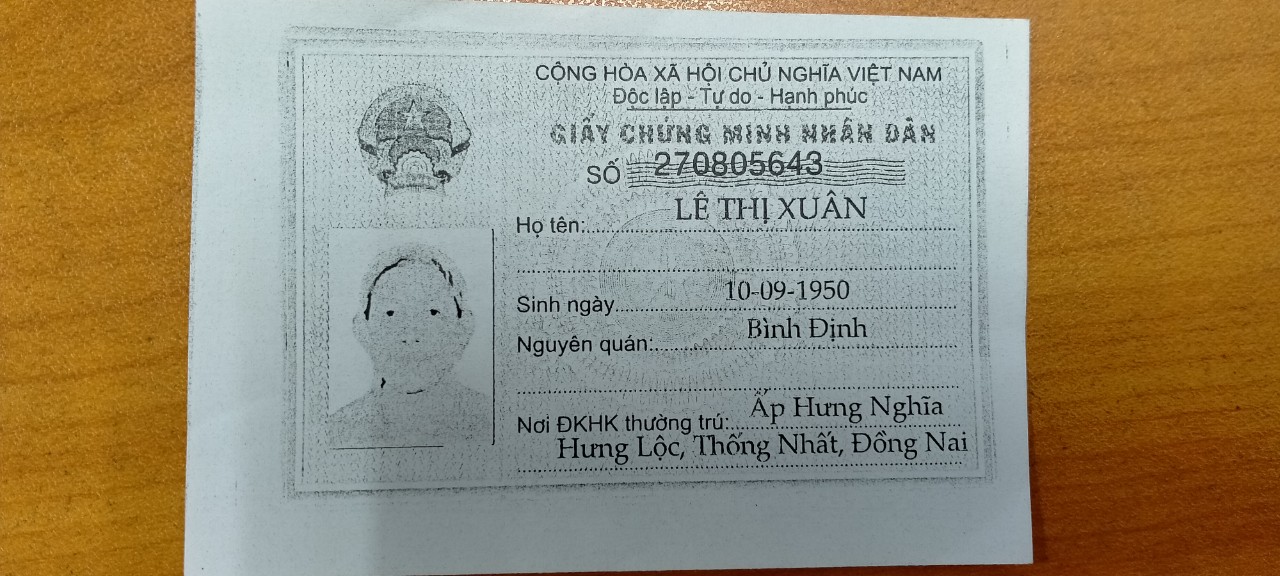 CỘNG HÒA XÃ HỘI CHỦ NGHĨA VIỆT NAM
Độc lập - Tự do - Hạnh phúc
GIẤY CHỨNG MINH NHÂN DÂN
SỐ 270805643
Họ tên: LÊ THỊ XUÂN
Sinh ngày 10-09-1950
Nguyên quán: Bình Định
Nơi ĐKHK thường trú: Ấp Hưng Nghĩa
Hưng Lộc, Thống Nhất, Đồng Nai